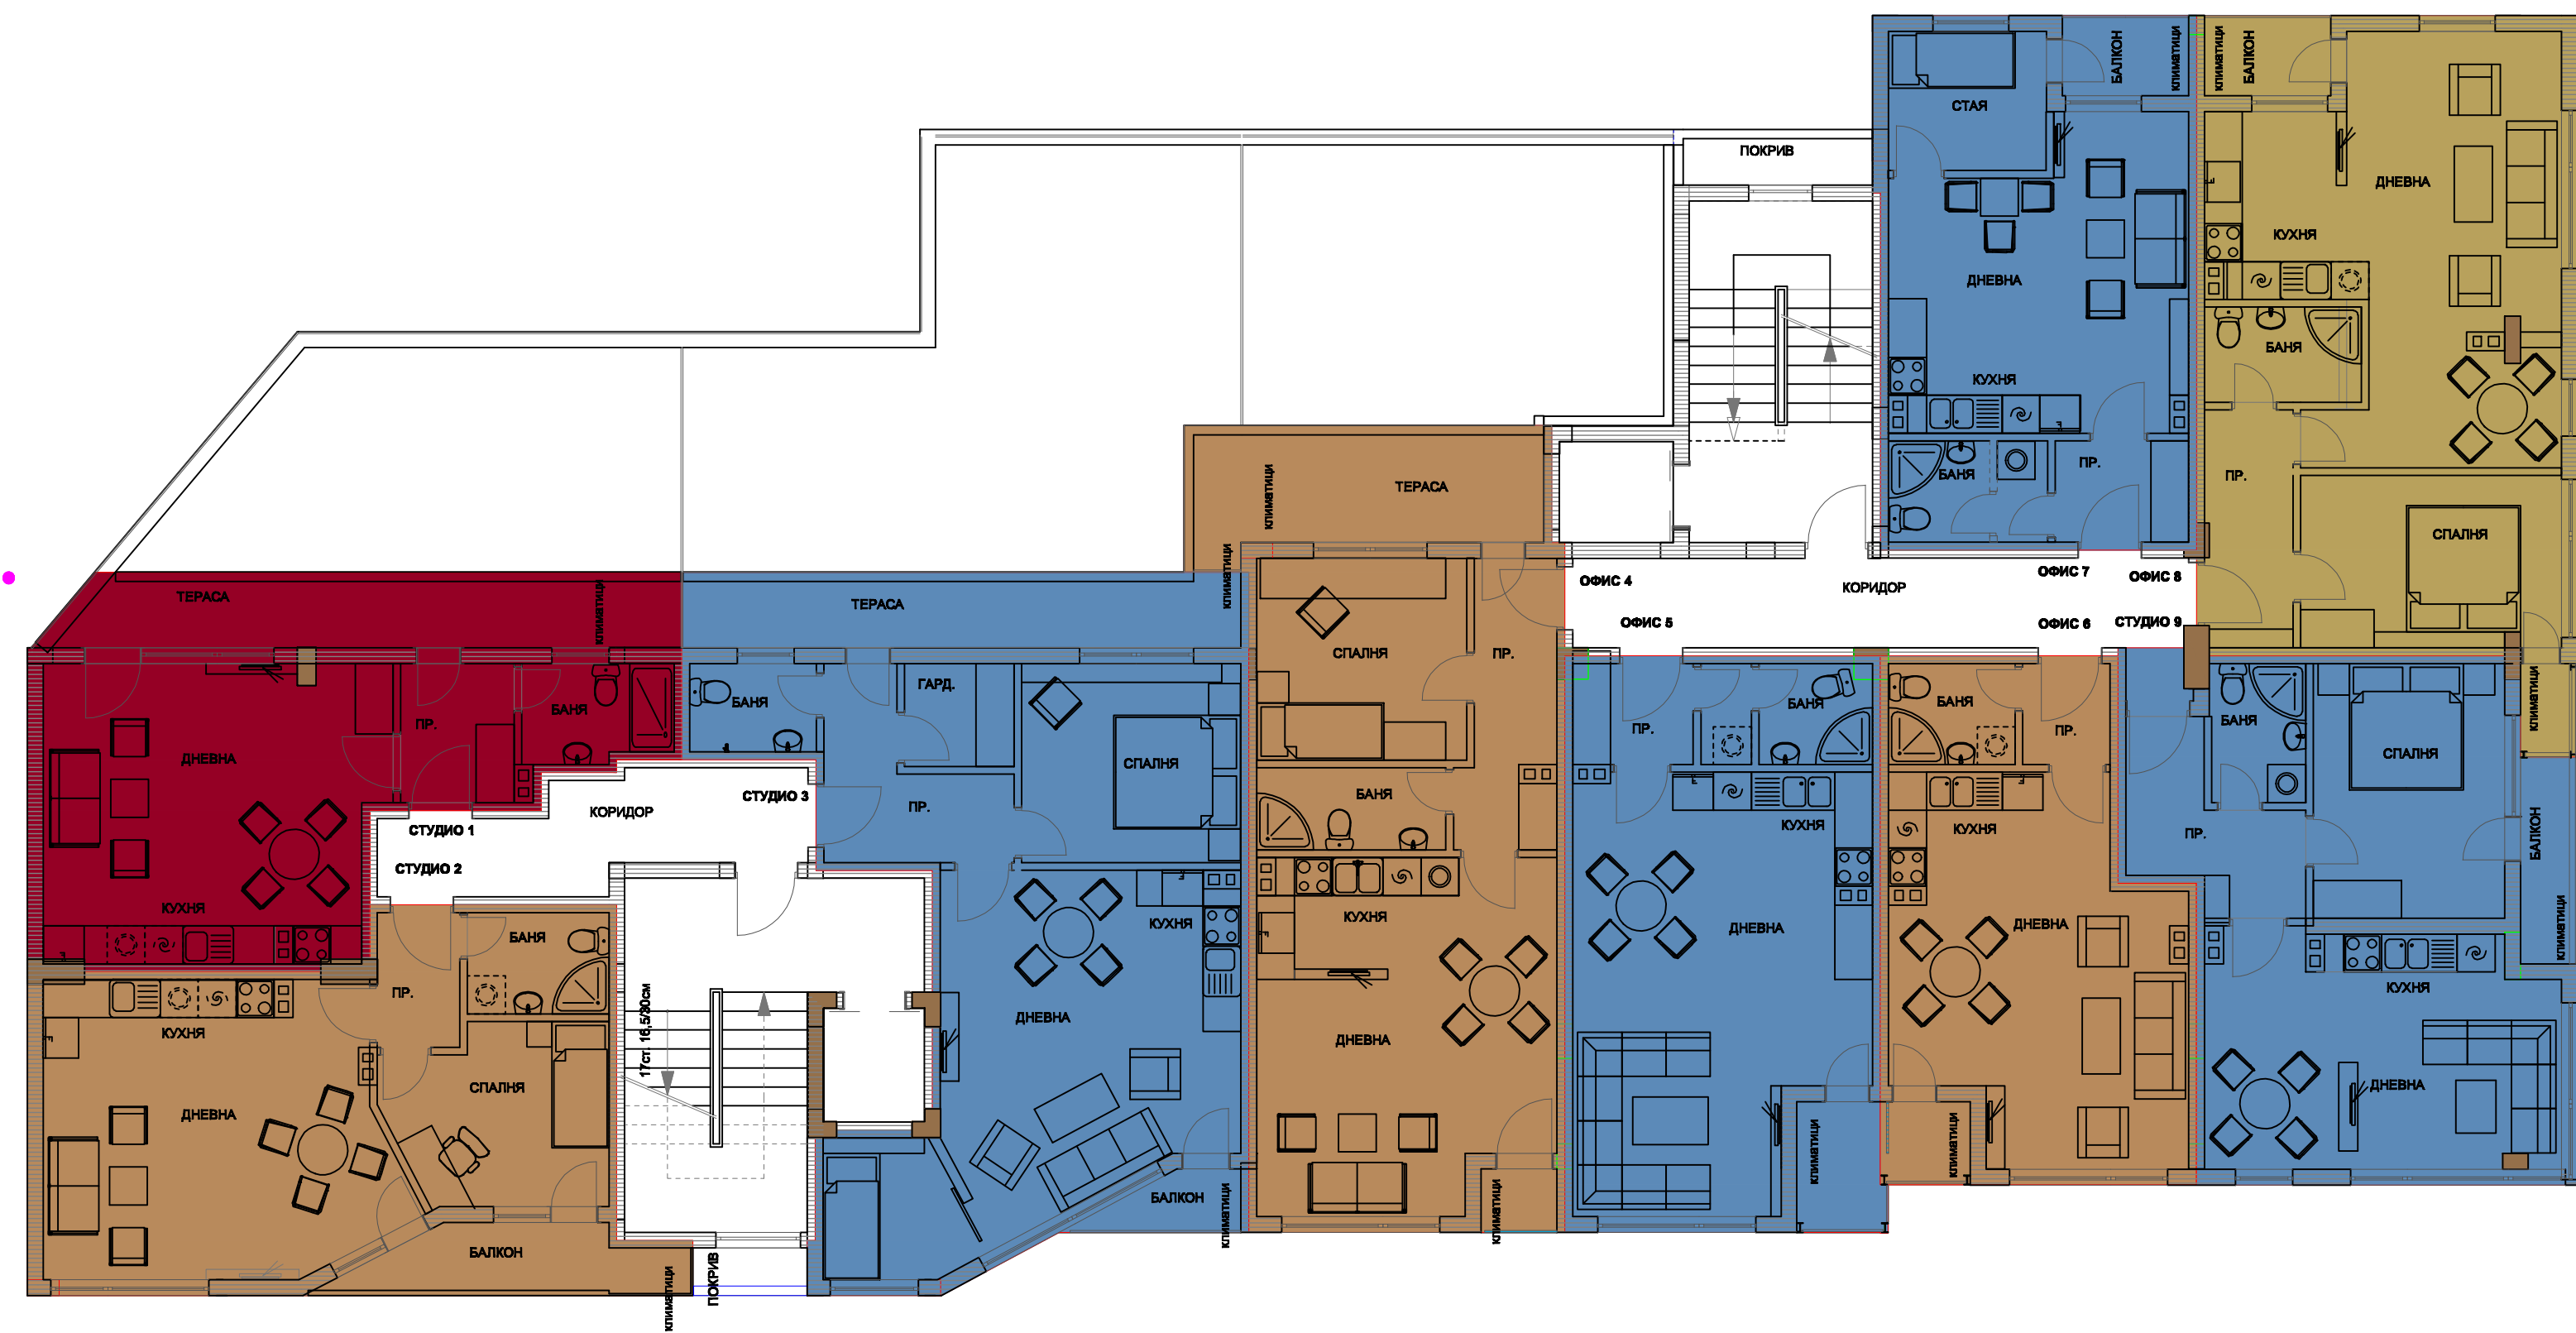 БАЛКОН
климатици
климатици
БАЛКОН
СТАЯ
ПОКРИВ
ДНЕВНА
КУХНЯ
ДНЕВНА
БАНЯ
КУХНЯ
БАНЯ
ПР.
ПР.
ТЕРАСА
климатици
СПАЛНЯ
ОФИС 7
ОФИС 8
ОФИС 4
КОРИДОР
ОФИС 5
ОФИС 6
СТУДИО 9
ТЕРАСА
климатици
ТЕРАСА
климатици
СПАЛНЯ
ПР.
ГАРД.
БАНЯ
БАНЯ
ПР.
ДНЕВНА
СПАЛНЯ
БАНЯ
ПР.
БАНЯ
ПР.
БАНЯ
климатици
СПАЛНЯ
СТУДИО 3
КОРИДОР
ПР.
БАНЯ
СТУДИО 1
СТУДИО 2
КУХНЯ
КУХНЯ
ПР.
БАЛКОН
КУХНЯ
БАНЯ
КУХНЯ
КУХНЯ
ДНЕВНА
ДНЕВНА
климатици
ПР.
КУХНЯ
17ст. 16,5/30см
ДНЕВНА
ДНЕВНА
КУХНЯ
СПАЛНЯ
ДНЕВНА
ДНЕВНА
климатици
климатици
БАЛКОН
климатици
климатици
БАЛКОН
климатици
ПОКРИВ